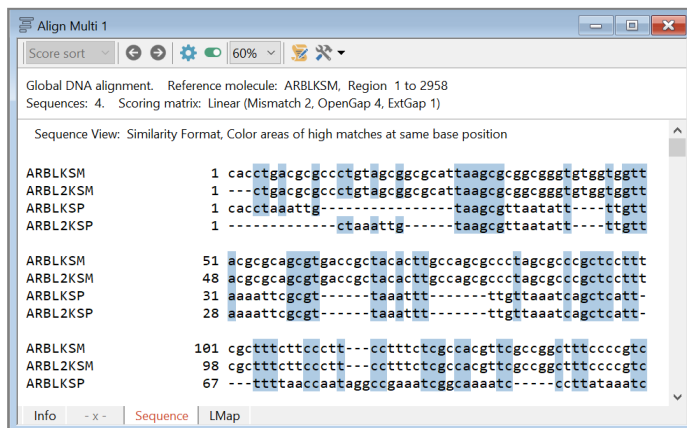 Align Multi 1
Score sort 60%
Global DNA alignment. Reference molecule: ARBLKSM, Region 1 to 2958
Sequences: 4. Scoring matrix: Linear (Mismatch 2, OpenGap 4, ExtGap 1)
Sequence View: Similarity Format, Color areas of high matches at same base position
ARBLKSM 1 cacctgacgcgccctgtagcggcgcattaagcgcggcgggtgtggtggtt
ARBL2KSM 1 ---ctgacgcgccctgtagcggcgcattaagcgcggcgggtgtggtggtt
ARBLKSP 1 cacctaaattg----------------taagcgttaatatt----ttgtt
ARBL2KSP 1 -------------ctaaattg------taagcgttaatatt----ttgtt
ARBLKSM 51 acgcgcagcgtgaccgctacacttgccagcgccctagcgcccgctccttt
ARBL2KSM 48 acgcgcagcgtgaccgctacacttgccagcgccctagcgcccgctccttt
ARBLKSP 31 aaaattcgcgt------taaattt-------ttgttaaatcagctcatt-
ARBL2KSP 28 aaaattcgcgt------taaattt-------ttgttaaatcagctcatt-
ARBLKSM 101 cgctttcttccctt---cctttctcgccacgttcgccggctttccccgtc
ARBL2KSM 98 cgctttcttccctt---cctttctcgccacgttcgccggctttccccgtc
ARBLKSP 67 ---ttttaaccaataggccgaaatcggcaaaatc-----ccttataaatc
Info - x - Sequence LMap